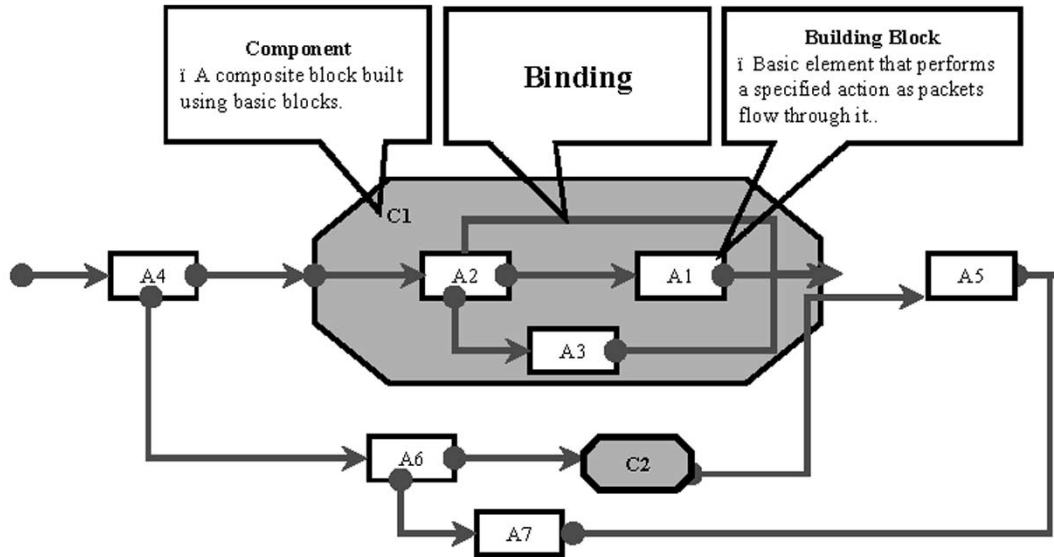 Component
ï A composite block built
using basic blocks.
Binding
Building Block
ï Basic element that performs
a specified action as packets
flow through it..
C1
A4
A2
A1
A5
A3
A6
C2
A7